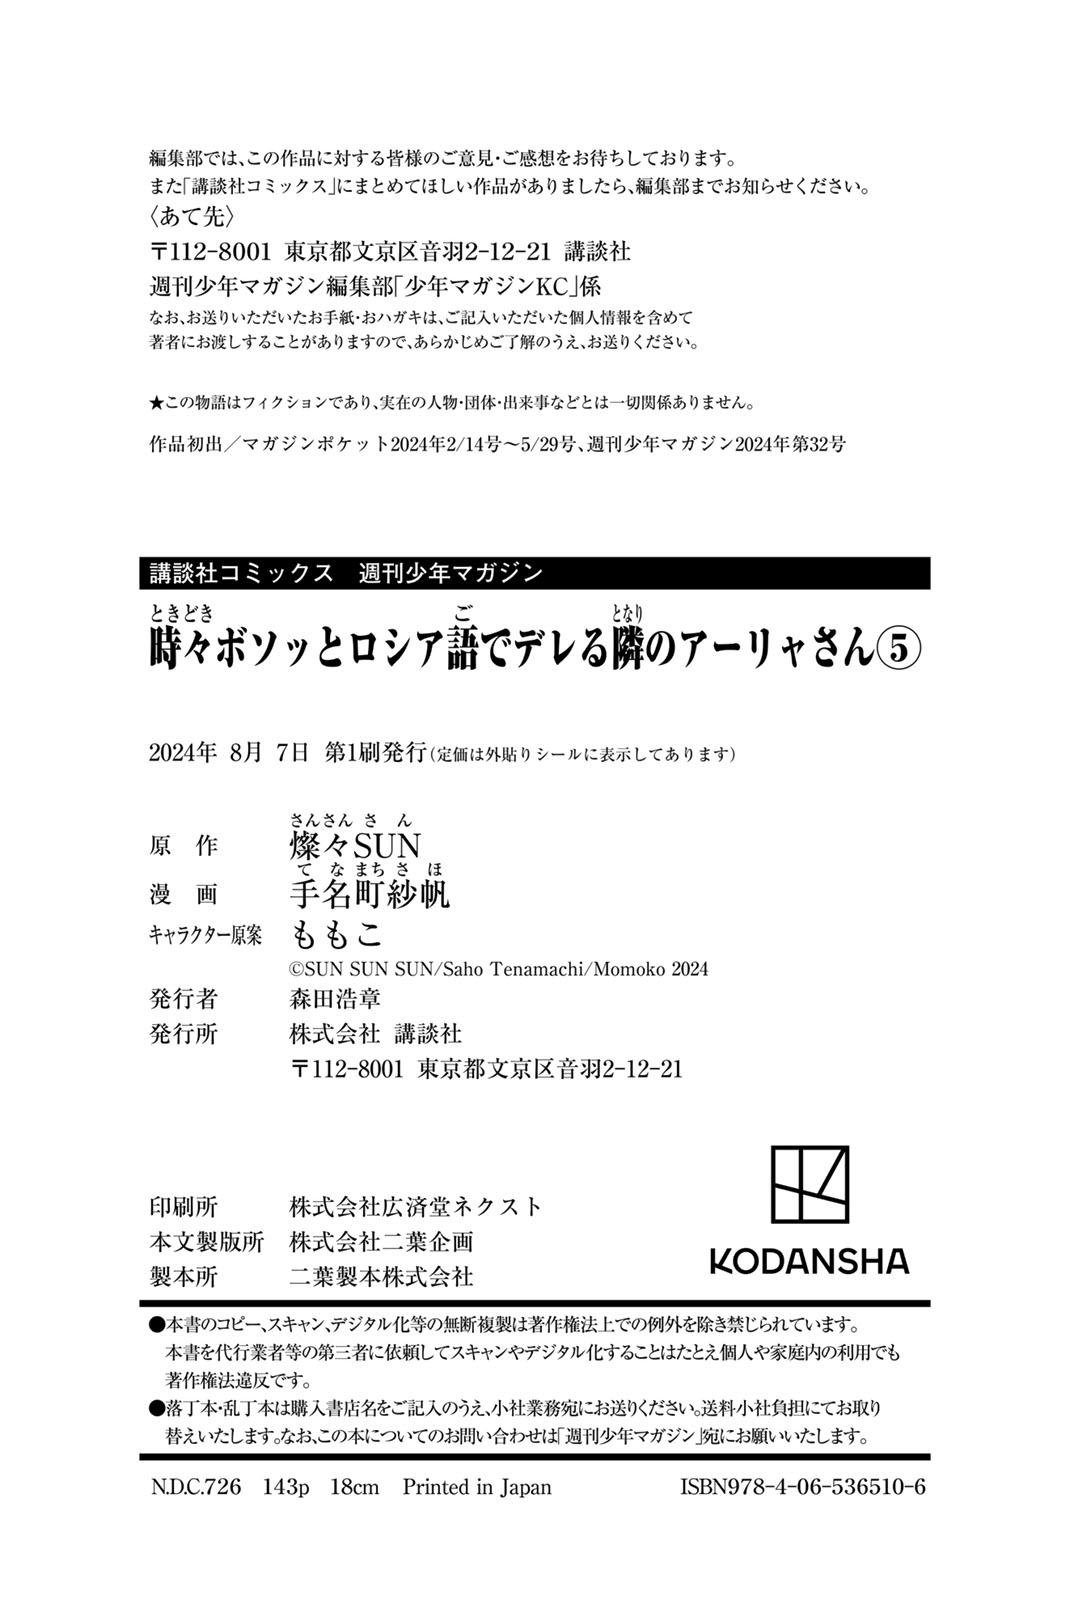 編集部では、この作品に対する皆様のご意見・ご感想をお待ちしております。
また「講談社コミックス」にまとめてほしい作品がありましたら、編集部までお知らせください。
〈あて先〉
〒112-8001 東京都文京区音羽2-12-21 講談社
週刊少年マガジン編集部「少年マガジンKC」係
なお、お送りいただいたお手紙・おハガキは、ご記入いただいた個人情報を含めて
著者にお渡しすることがありますので、あらかじめご了解のうえ、お送りください。
★この物語はフィクションであり、実在の人物・団体・出来事などとは一切関係ありません。
作品初出／マガジンポケット2024年2/14号〜5/29号、週刊少年マガジン2024年第32号
講談社コミックス　週刊少年マガジン
ときどき ご となり
時々ボソッとロシア語でデレる隣のアーリャさん⑤
2024年 8月 7日 第1刷発行(定価は外貼りシールに表示してあります)
さんさん さ ん
原　作 燦々SUN
て な まち さ ほ
漫　画 手名町紗帆
キャラクター原案 ももこ
©SUN SUN SUN/Saho Tenamachi/Momoko 2024
発行者 森田浩章
発行所 株式会社 講談社
〒112-8001 東京都文京区音羽2-12-21
印刷所 株式会社広済堂ネクスト
本文製版所 株式会社二葉企画
製本所 二葉製本株式会社
KODANSHA
●本書のコピー、スキャン、デジタル化等の無断複製は著作権法上での例外を除き禁じられています。
本書を代行業者等の第三者に依頼してスキャンやデジタル化することはたとえ個人や家庭内の利用でも
著作権法違反です。
●落丁本・乱丁本は購入書店名をご記入のうえ、小社業務宛にお送りください。送料小社負担にてお取り
替えいたします。なお、この本についてのお問い合わせは「週刊少年マガジン」宛にお願いいたします。
N.D.C.726 143p 18cm Printed in Japan ISBN978-4-06-536510-6